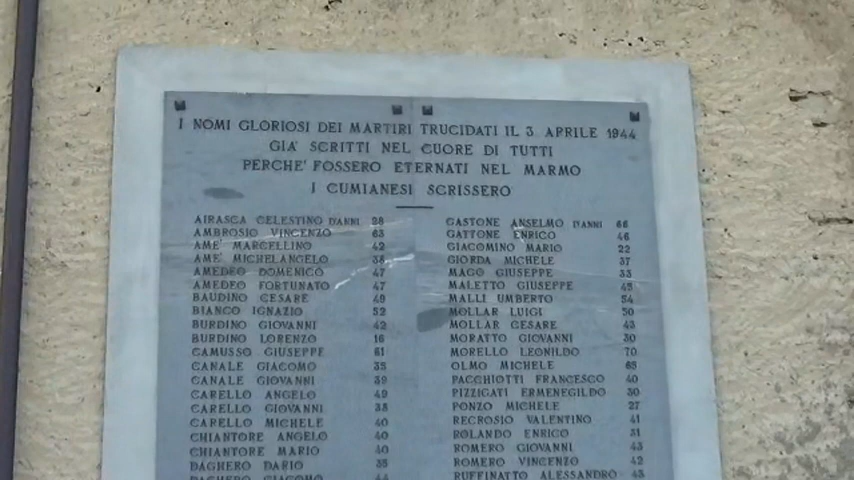 I NOMI GLORIOSI DEI MARTIRI TRUCIDATI IL 3 APRILE 1944
GIA' SCRITTI NEL CUORE DI TUTTI
PERCHE' FOSSERO ETERNATI NEL MARMO
I CUMIANESI SCRISSERO
AIRASCA CELESTINO D'ANNI 28
AMBROSIO VINCENZO 63
AME' MARCELLINO 42
AME' MICHELANGELO 38
AMEDEO DOMENICO 47
AMEDEO FORTUNATO 47
BAUDINO CESARE 49
BIANCO IGNAZIO 52
BURDINO GIOVANNI 42
BURDINO LORENZO 16
CAMUSSO GIUSEPPE 61
CANALE GIACOMO 35
CANALE GIOVANNI 39
CARELLO ANGELO 49
CARELLO GIOVANNI 38
CARELLO MICHELE 40
CHIANTORE ANGELO 40
CHIANTORE MARIO 40
DAGHERO DARIO 35
DAGHERO GIACOMO 44
GASTONE ANSELMO D'ANNI 66
GATTONE ENRICO 46
GIACOMINO MARIO 22
GIORDA MICHELE 37
MAGO GIUSEPPE 33
MALETTO GIUSEPPE 45
MALLI UMBERTO 54
MOLLAR LUIGI 50
MOLLAR CESARE 43
MORATTO GIOVANNI 30
MORELLO LEONILDO 70
OLMO MICHELE 65
PACCHIOTTI FRANCESCO 40
PIZZIGATI ERMENEGILDO 30
PONZO MICHELE 27
RECROSIO VALENTINO 41
ROLANDO ENRICO 31
ROMERO GIOVANNI 43
ROMERO VINCENZO 42
RUFFINATTO ALESSANDRO 45